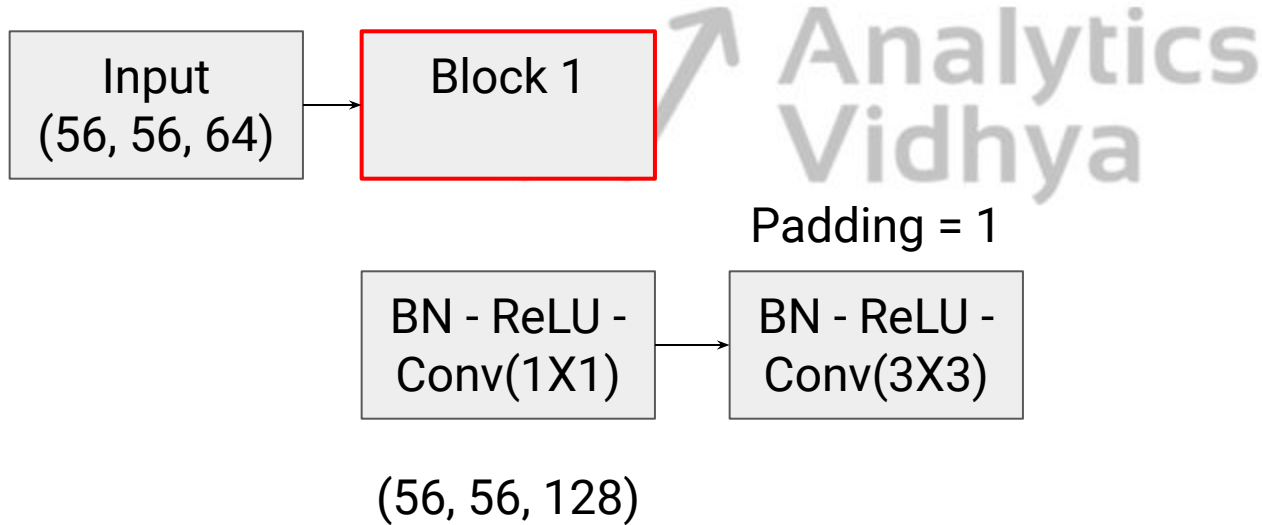 Analytics
Vidhya
Input
(56, 56, 64)
Block 1
Padding = 1
BN - ReLU -
Conv(1X1)
BN - ReLU -
Conv(3X3)
(56, 56, 128)